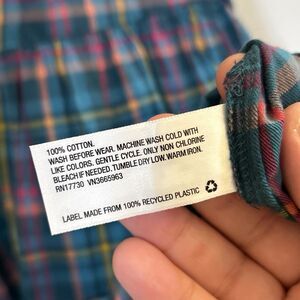 100% COTTON.
WASH BEFORE WEAR. MACHINE WASH COLD WITH
LIKE COLORS. GENTLE CYCLE. ONLY NON CHLORINE
BLEACH IF NEEDED. TUMBLE DRY LOW. WARM IRON.
RN17730 VN3665963
LABEL MADE FROM 100% RECYCLED PLASTIC